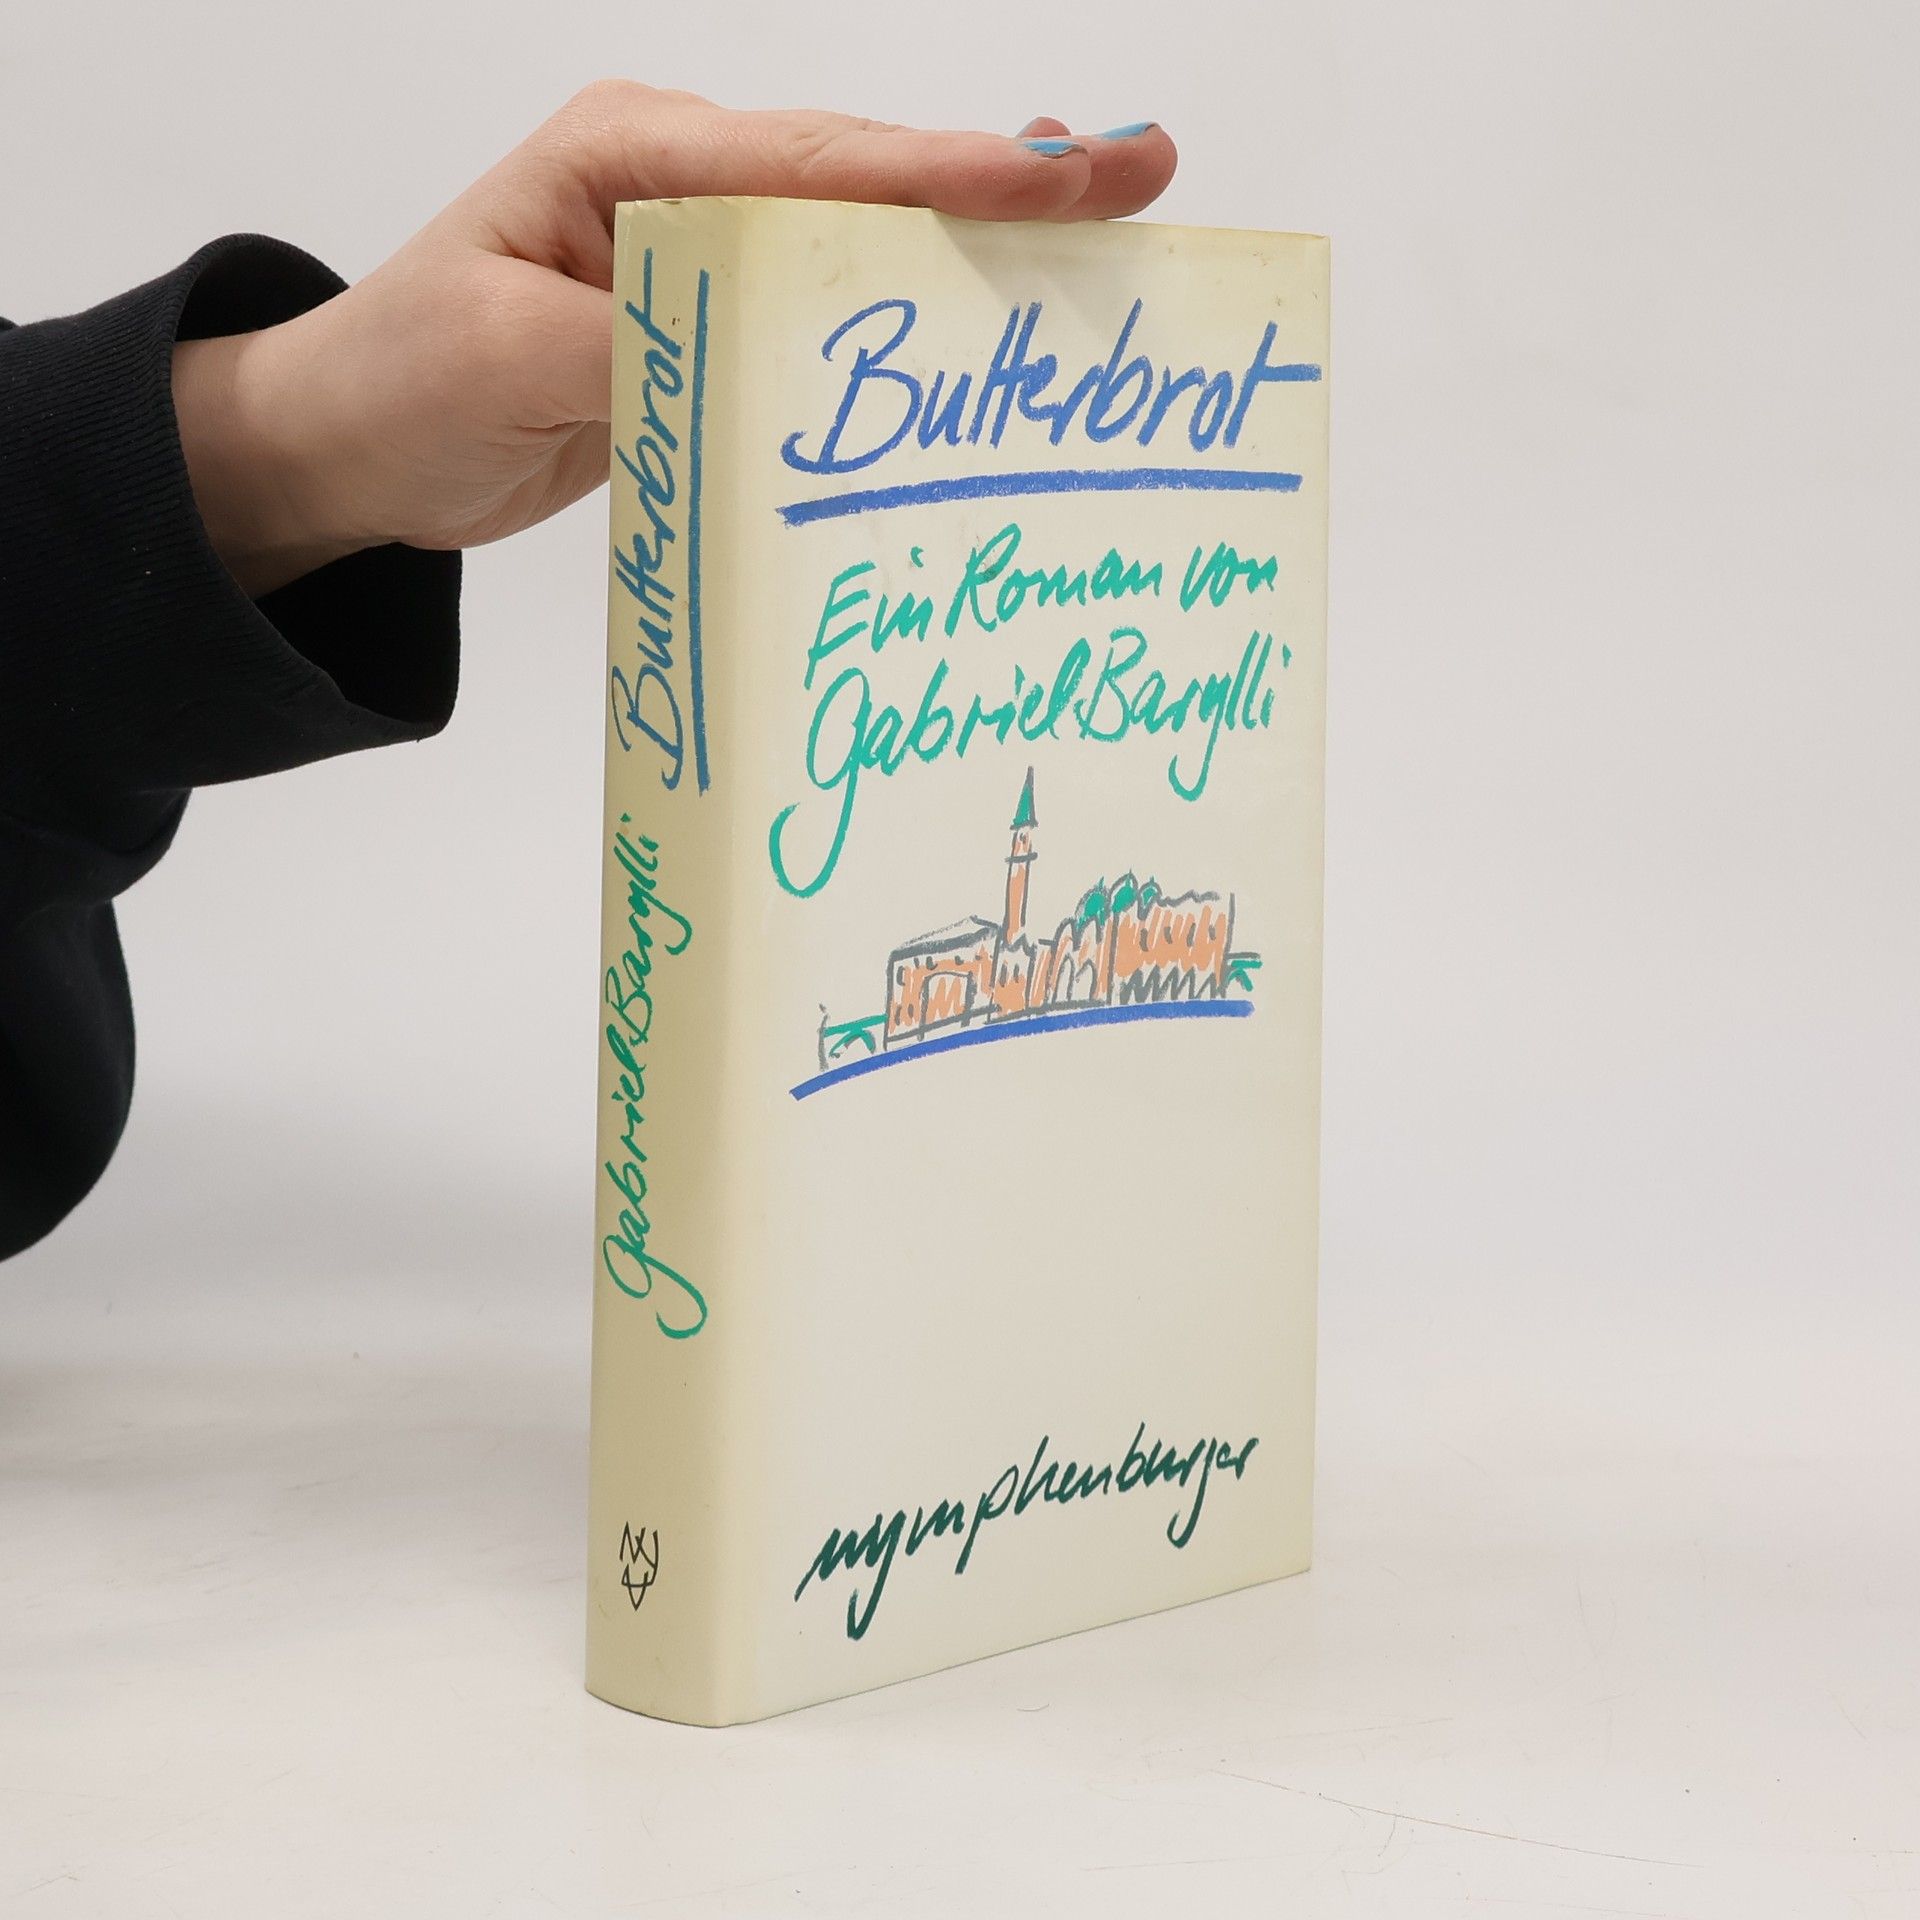 Butterbrot
Gabriel Barylli
Butterbrot
Ein Roman von
Gabriel Barylli
nymphenburger